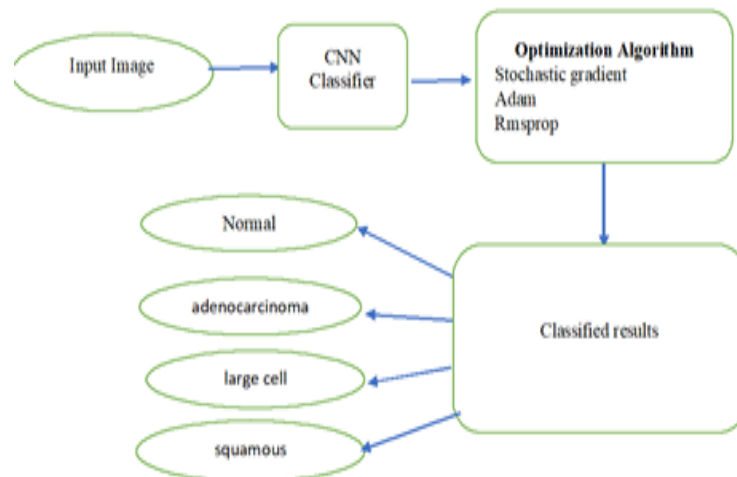 Input Image
CNN
Classifier
Optimization Algorithm
Stochastic gradient
Adam
Rmsprop
Normal
adenocarcinoma
large cell
squamous
Classified results